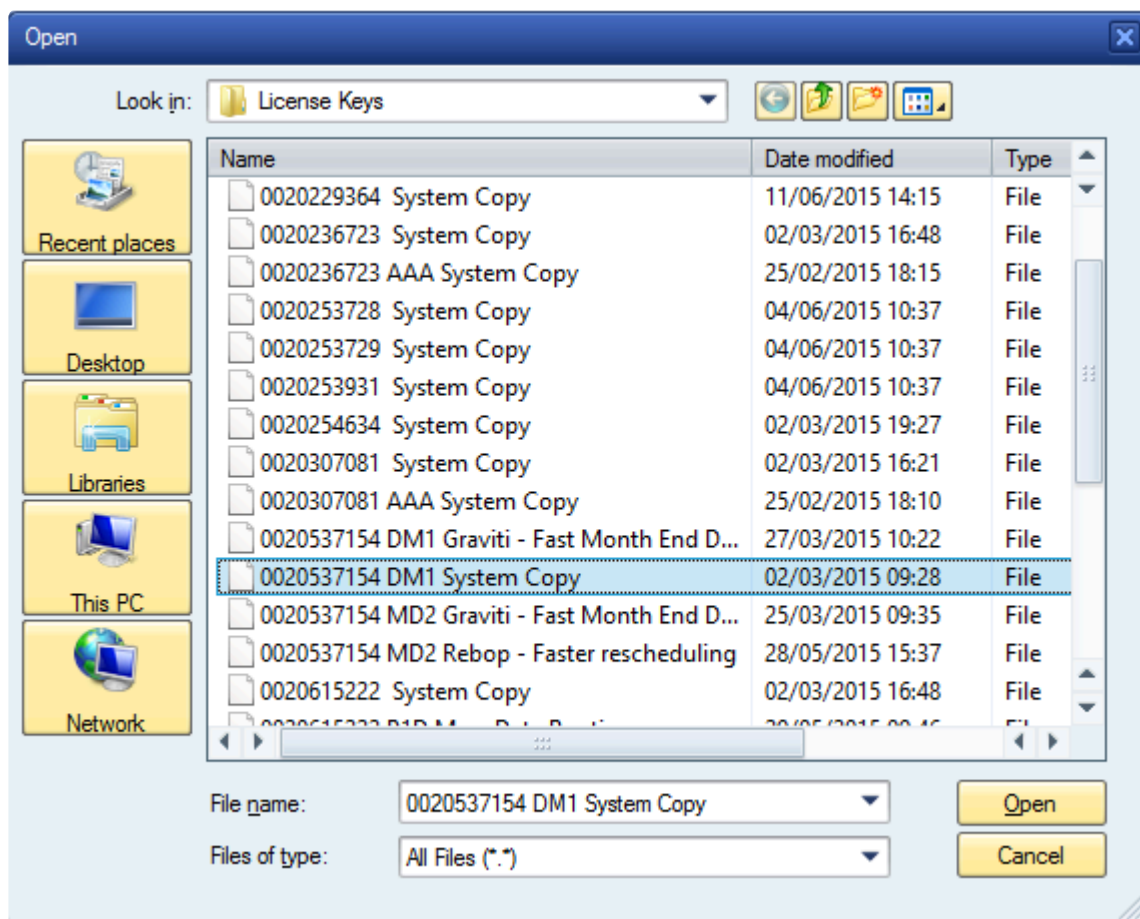 Open
Look in: License Keys
Recent places
Desktop
Libraries
This PC
Network
Name Date modified Type
0020229364 System Copy 11/06/2015 14:15 File
0020236723 System Copy 02/03/2015 16:48 File
0020236723 AAA System Copy 25/02/2015 18:15 File
0020253728 System Copy 04/06/2015 10:37 File
0020253729 System Copy 04/06/2015 10:37 File
0020253931 System Copy 04/06/2015 10:37 File
0020254634 System Copy 02/03/2015 19:27 File
0020307081 System Copy 02/03/2015 16:21 File
0020307081 AAA System Copy 25/02/2015 18:10 File
0020537154 DM1 Graviti - Fast Month End D... 27/03/2015 10:22 File
0020537154 DM1 System Copy 02/03/2015 09:28 File
0020537154 MD2 Graviti - Fast Month End D... 25/03/2015 09:35 File
0020537154 MD2 Rebop - Faster rescheduling 28/05/2015 15:37 File
0020615222 System Copy 02/03/2015 16:48 File
File name: 0020537154 DM1 System Copy Open
Files of type: All Files (*.*) Cancel